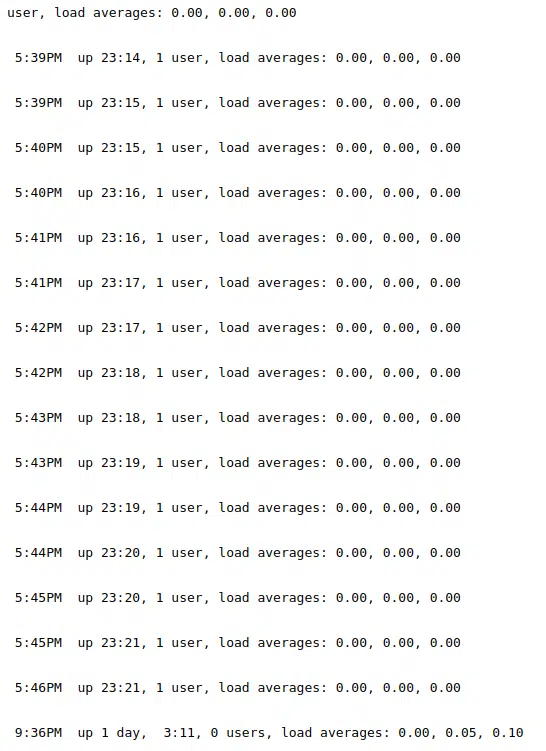 user, load averages: 0.00, 0.00, 0.00
5:39PM  up 23:14, 1 user, load averages: 0.00, 0.00, 0.00
5:39PM  up 23:15, 1 user, load averages: 0.00, 0.00, 0.00
5:40PM  up 23:15, 1 user, load averages: 0.00, 0.00, 0.00
5:40PM  up 23:16, 1 user, load averages: 0.00, 0.00, 0.00
5:41PM  up 23:16, 1 user, load averages: 0.00, 0.00, 0.00
5:41PM  up 23:17, 1 user, load averages: 0.00, 0.00, 0.00
5:42PM  up 23:17, 1 user, load averages: 0.00, 0.00, 0.00
5:42PM  up 23:18, 1 user, load averages: 0.00, 0.00, 0.00
5:43PM  up 23:18, 1 user, load averages: 0.00, 0.00, 0.00
5:43PM  up 23:19, 1 user, load averages: 0.00, 0.00, 0.00
5:44PM  up 23:19, 1 user, load averages: 0.00, 0.00, 0.00
5:44PM  up 23:20, 1 user, load averages: 0.00, 0.00, 0.00
5:45PM  up 23:20, 1 user, load averages: 0.00, 0.00, 0.00
5:45PM  up 23:21, 1 user, load averages: 0.00, 0.00, 0.00
5:46PM  up 23:21, 1 user, load averages: 0.00, 0.00, 0.00
9:36PM  up 1 day,  3:11, 0 users, load averages: 0.00, 0.05, 0.10